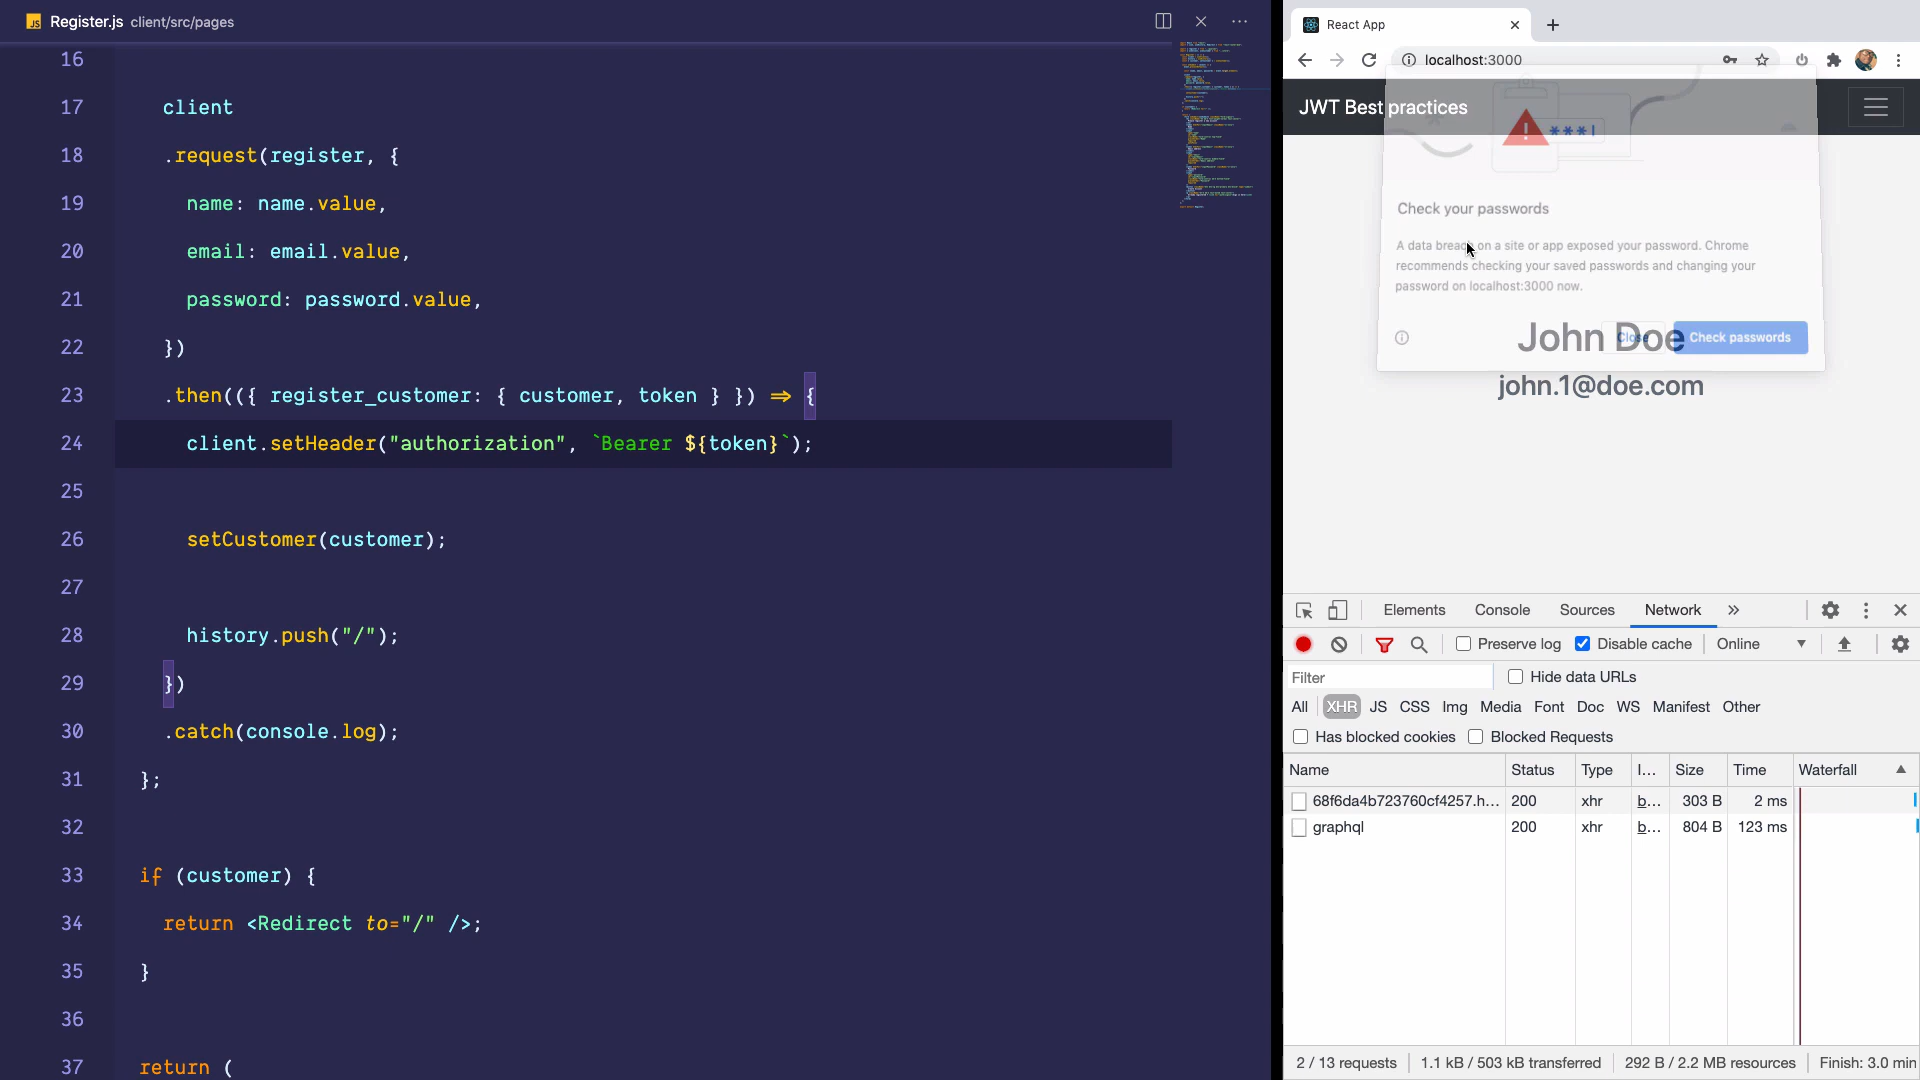 JS Register.js client/src/pages
16
17 client
18 .request(register, {
19 name: name.value,
20 email: email.value,
21 password: password.value,
22 })
23 .then(({ register_customer: { customer, token } }) ⇒ {
24 client.setHeader("authorization", `Bearer ${token}`);
25
26 setCustomer(customer);
27
28 history.push("/");
29 })
30 .catch(console.log);
31 };
32
33 if (customer) {
34 return <Redirect to="/" />;
35 }
36
37 return (
React App
localhost:3000
JWT Best practices
***|
Check your passwords
A data breach on a site or app exposed your password. Chrome
recommends checking your saved passwords and changing your
password on localhost:3000 now.
John Doe
Close
Check passwords
john.1@doe.com
Elements Console Sources Network »
Preserve log Disable cache Online
Filter Hide data URLs
All XHR JS CSS Img Media Font Doc WS Manifest Other
Has blocked cookies Blocked Requests
Name Status Type I... Size Time Waterfall
68f6da4b723760cf4257.h... 200 xhr b... 303 B 2 ms
graphql 200 xhr b... 804 B 123 ms
2 / 13 requests 1.1 kB / 503 kB transferred 292 B / 2.2 MB resources Finish: 3.0 min